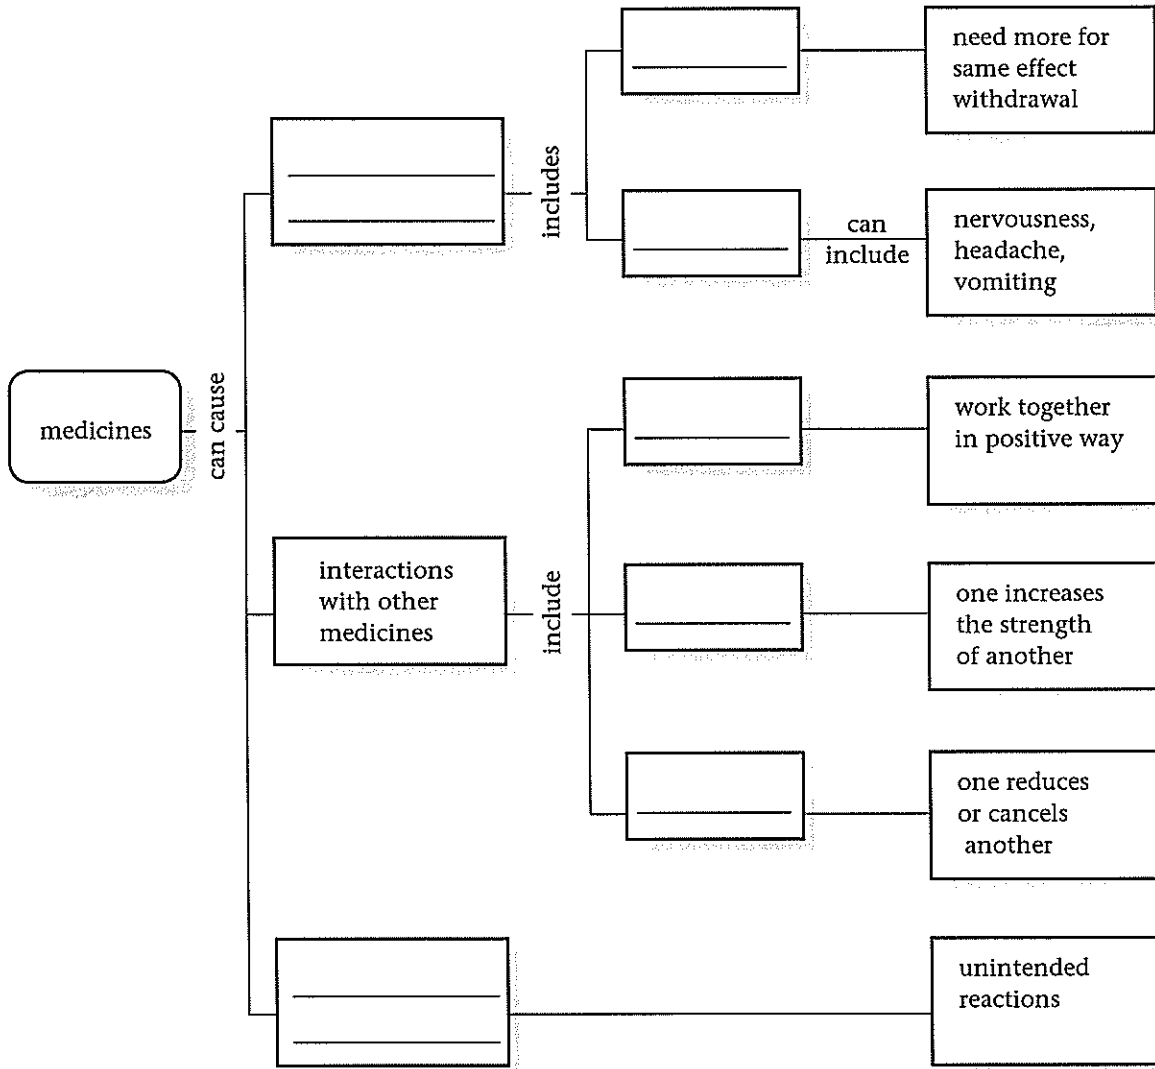 need more for
same effect
withdrawal
includes
can
include
nervousness,
headache,
vomiting
medicines
can cause
work together
in positive way
interactions
with other
medicines
include
one increases
the strength
of another
one reduces
or cancels
another
unintended
reactions